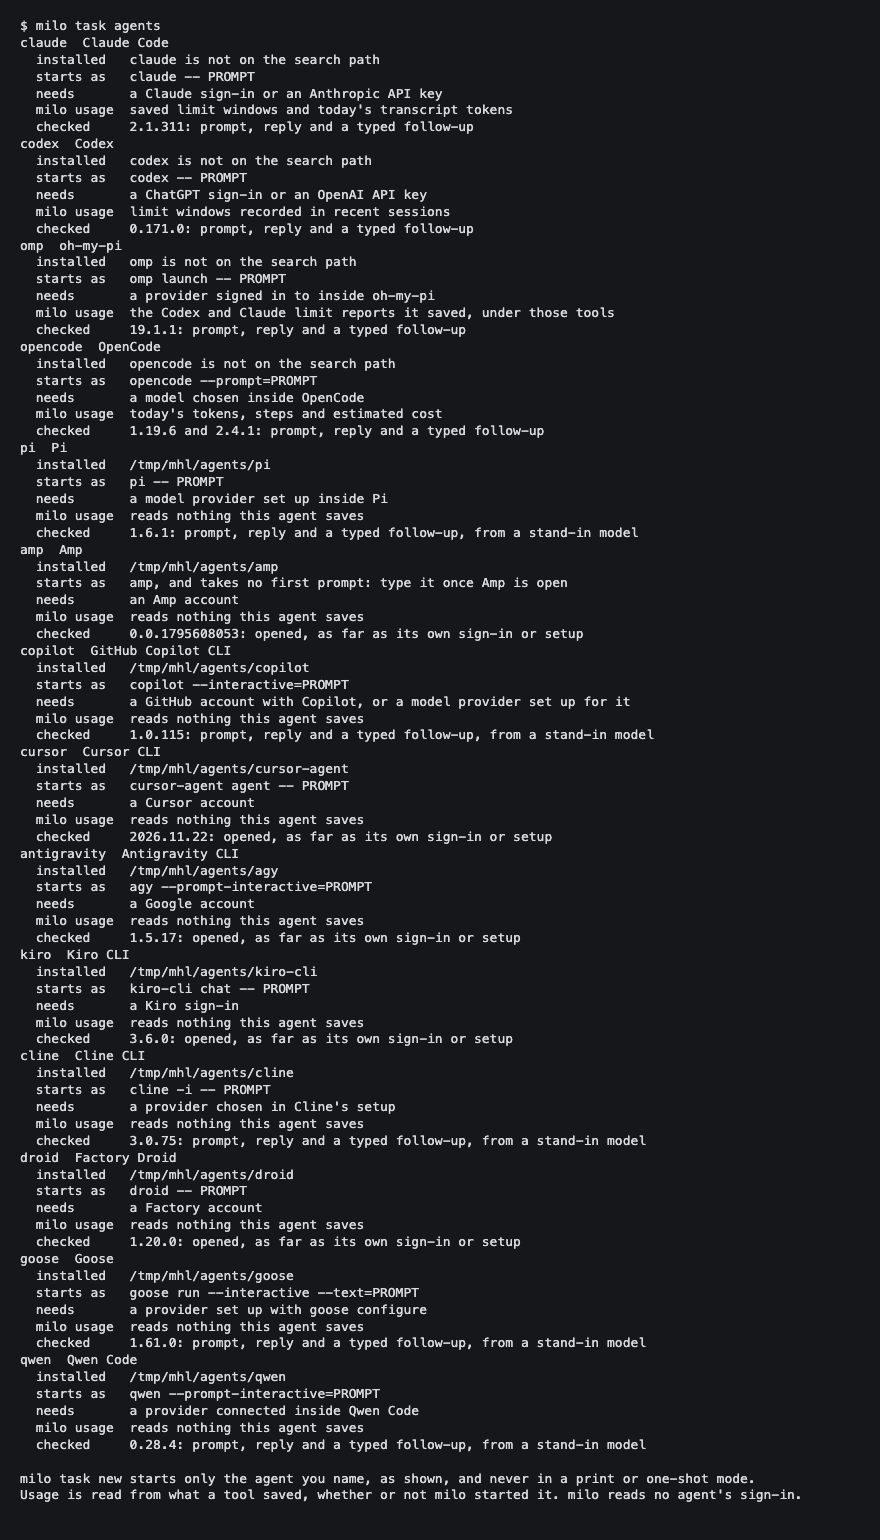 $ milo task agents
claude  Claude Code
  installed   claude is not on the search path
  starts as   claude -- PROMPT
  needs       a Claude sign-in or an Anthropic API key
  milo usage  saved limit windows and today's transcript tokens
  checked     2.1.311: prompt, reply and a typed follow-up
codex  Codex
  installed   codex is not on the search path
  starts as   codex -- PROMPT
  needs       a ChatGPT sign-in or an OpenAI API key
  milo usage  limit windows recorded in recent sessions
  checked     0.171.0: prompt, reply and a typed follow-up
omp  oh-my-pi
  installed   omp is not on the search path
  starts as   omp launch -- PROMPT
  needs       a provider signed in to inside oh-my-pi
  milo usage  the Codex and Claude limit reports it saved, under those tools
  checked     19.1.1: prompt, reply and a typed follow-up
opencode  OpenCode
  installed   opencode is not on the search path
  starts as   opencode --prompt=PROMPT
  needs       a model chosen inside OpenCode
  milo usage  today's tokens, steps and estimated cost
  checked     1.19.6 and 2.4.1: prompt, reply and a typed follow-up
pi  Pi
  installed   /tmp/mhl/agents/pi
  starts as   pi -- PROMPT
  needs       a model provider set up inside Pi
  milo usage  reads nothing this agent saves
  checked     1.6.1: prompt, reply and a typed follow-up, from a stand-in model
amp  Amp
  installed   /tmp/mhl/agents/amp
  starts as   amp, and takes no first prompt: type it once Amp is open
  needs       an Amp account
  milo usage  reads nothing this agent saves
  checked     0.0.1795608053: opened, as far as its own sign-in or setup
copilot  GitHub Copilot CLI
  installed   /tmp/mhl/agents/copilot
  starts as   copilot --interactive=PROMPT
  needs       a GitHub account with Copilot, or a model provider set up for it
  milo usage  reads nothing this agent saves
  checked     1.0.115: prompt, reply and a typed follow-up, from a stand-in model
cursor  Cursor CLI
  installed   /tmp/mhl/agents/cursor-agent
  starts as   cursor-agent agent -- PROMPT
  needs       a Cursor account
  milo usage  reads nothing this agent saves
  checked     2026.11.22: opened, as far as its own sign-in or setup
antigravity  Antigravity CLI
  installed   /tmp/mhl/agents/agy
  starts as   agy --prompt-interactive=PROMPT
  needs       a Google account
  milo usage  reads nothing this agent saves
  checked     1.5.17: opened, as far as its own sign-in or setup
kiro  Kiro CLI
  installed   /tmp/mhl/agents/kiro-cli
  starts as   kiro-cli chat -- PROMPT
  needs       a Kiro sign-in
  milo usage  reads nothing this agent saves
  checked     3.6.0: opened, as far as its own sign-in or setup
cline  Cline CLI
  installed   /tmp/mhl/agents/cline
  starts as   cline -i -- PROMPT
  needs       a provider chosen in Cline's setup
  milo usage  reads nothing this agent saves
  checked     3.0.75: prompt, reply and a typed follow-up, from a stand-in model
droid  Factory Droid
  installed   /tmp/mhl/agents/droid
  starts as   droid -- PROMPT
  needs       a Factory account
  milo usage  reads nothing this agent saves
  checked     1.20.0: opened, as far as its own sign-in or setup
goose  Goose
  installed   /tmp/mhl/agents/goose
  starts as   goose run --interactive --text=PROMPT
  needs       a provider set up with goose configure
  milo usage  reads nothing this agent saves
  checked     1.61.0: prompt, reply and a typed follow-up, from a stand-in model
qwen  Qwen Code
  installed   /tmp/mhl/agents/qwen
  starts as   qwen --prompt-interactive=PROMPT
  needs       a provider connected inside Qwen Code
  milo usage  reads nothing this agent saves
  checked     0.28.4: prompt, reply and a typed follow-up, from a stand-in model

milo task new starts only the agent you name, as shown, and never in a print or one-shot mode.
Usage is read from what a tool saved, whether or not milo started it. milo reads no agent's sign-in.